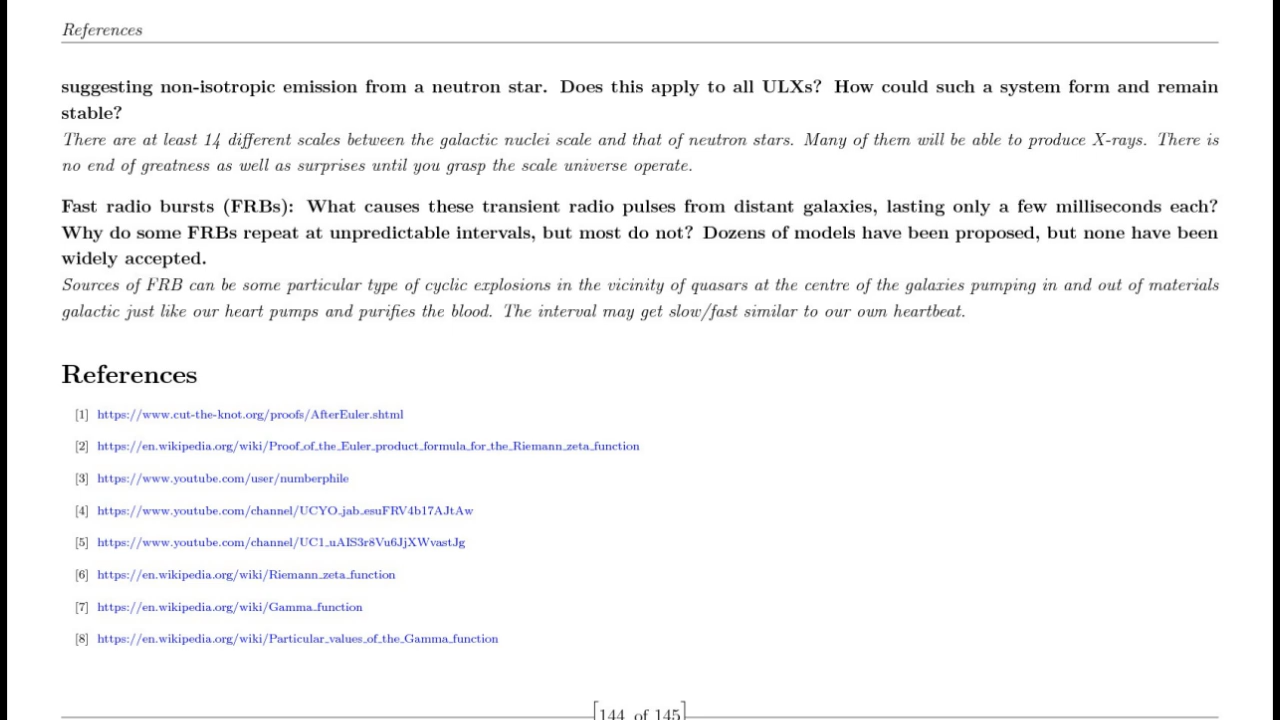 References
suggesting non-isotropic emission from a neutron star. Does this apply to all ULXs? How could such a system form and remain
stable?
There are at least 14 different scales between the galactic nuclei scale and that of neutron stars. Many of them will be able to produce X-rays. There is
no end of greatness as well as surprises until you grasp the scale universe operate.
Fast radio bursts (FRBs): What causes these transient radio pulses from distant galaxies, lasting only a few milliseconds each?
Why do some FRBs repeat at unpredictable intervals, but most do not? Dozens of models have been proposed, but none have been
widely accepted.
Sources of FRB can be some particular type of cyclic explosions in the vicinity of quasars at the centre of the galaxies pumping in and out of materials
galactic just like our heart pumps and purifies the blood. The interval may get slow/fast similar to our own heartbeat.
References
[1] https://www.cut-the-knot.org/proofs/AfterEuler.shtml
[2] https://en.wikipedia.org/wiki/Proof_of_the_Euler_product_formula_for_the_Riemann_zeta_function
[3] https://www.youtube.com/user/numberphile
[4] https://www.youtube.com/channel/UCYO_jab_esuFRV4b17AJtAw
[5] https://www.youtube.com/channel/UC1_uAIS3r8Vu6JjXWvastJg
[6] https://en.wikipedia.org/wiki/Riemann_zeta_function
[7] https://en.wikipedia.org/wiki/Gamma_function
[8] https://en.wikipedia.org/wiki/Particular_values_of_the_Gamma_function
[144 of 145]